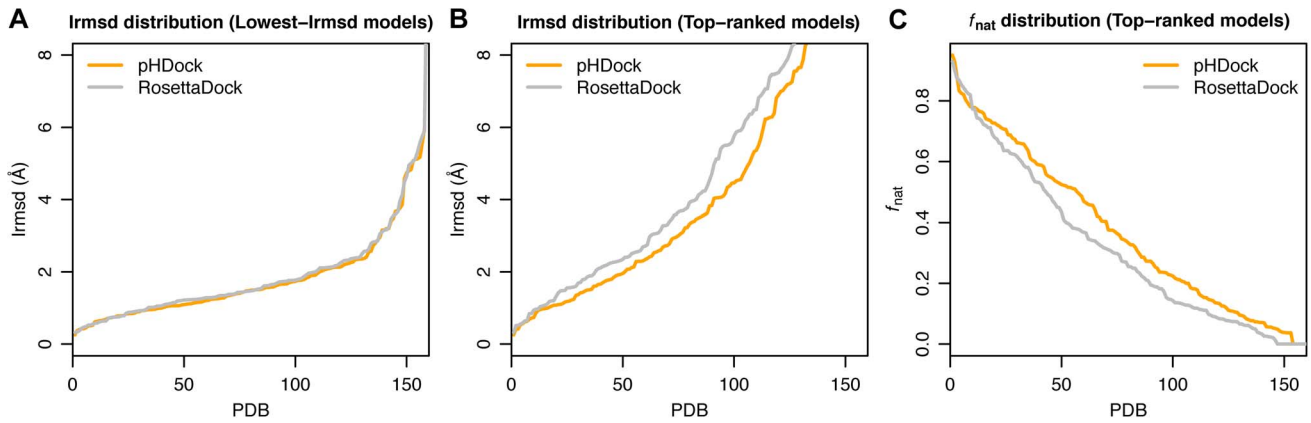 A
Irmsd distribution (Lowest–Irmsd models)
pHDock
RosettaDock
Irmsd (Å)
8
6
4
2
0
0 50 100 150
PDB
B
Irmsd distribution (Top–ranked models)
pHDock
RosettaDock
Irmsd (Å)
8
6
4
2
0
0 50 100 150
PDB
C
fnat distribution (Top–ranked models)
pHDock
RosettaDock
fnat
0.8
0.6
0.4
0.2
0.0
0 50 100 150
PDB